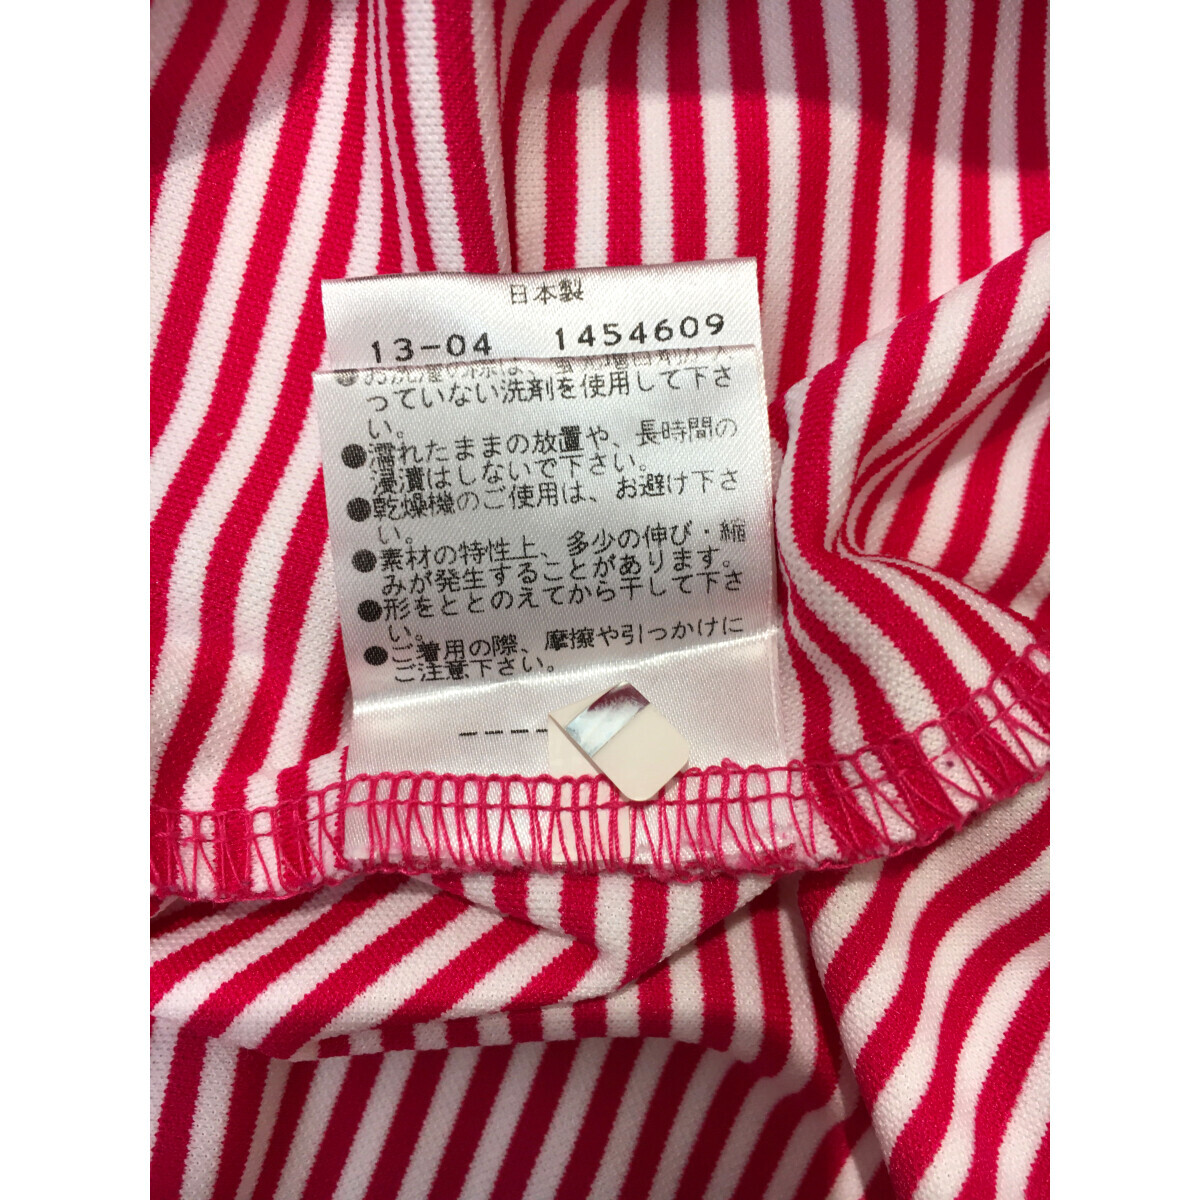 日本製
13-04 1454609
っていない洗剤を使用して下さ
い。
●濡れたままの放置や、長時間の
浸漬はしないで下さい。
●乾燥機のご使用は、お避け下さ
い。
●素材の特性上、多少の伸び・縮
みが発生することがあります。
●形をととのえてから干して下さ
い。
●ご着用の際、摩擦や引っかけに
ご注意下さい。
----